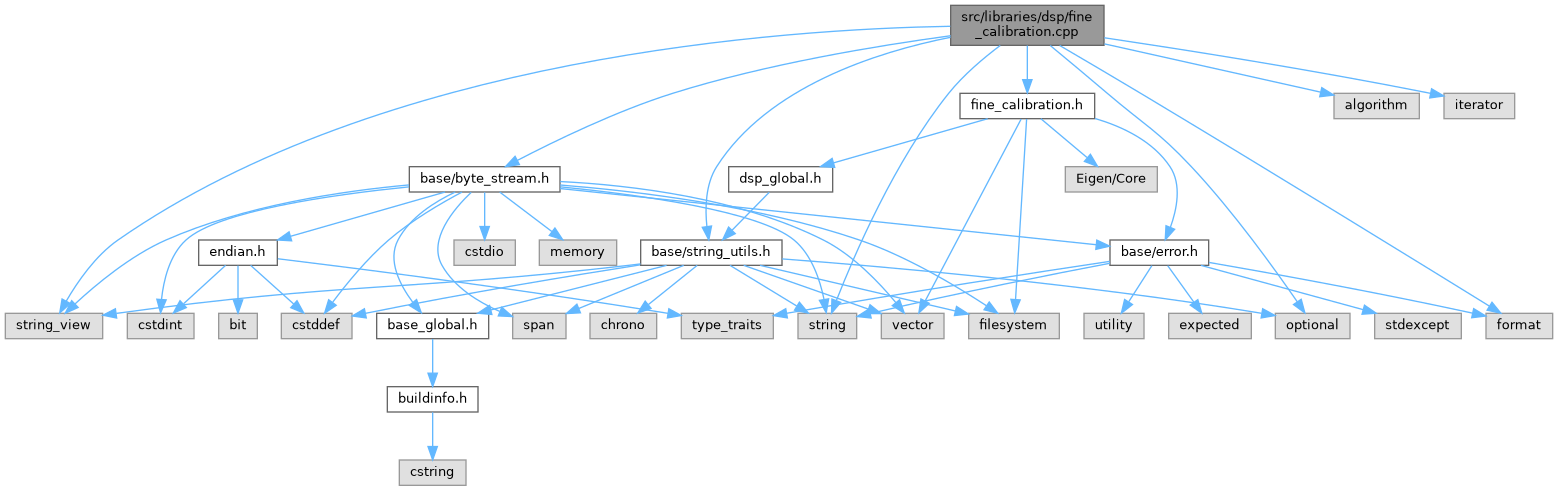 src/libraries/dsp/fine
_calibration.cpp
fine_calibration.h
algorithm
iterator
base/byte_stream.h
dsp_global.h
Eigen/Core
endian.h
cstdio
memory
base/string_utils.h
base/error.h
string_view
cstdint
bit
cstddef
base_global.h
span
chrono
type_traits
string
vector
filesystem
utility
expected
optional
stdexcept
format
buildinfo.h
cstring